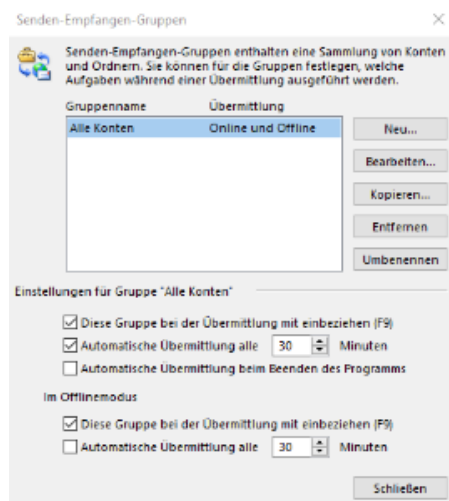 Senden-Empfangen-Gruppen
Senden-Empfangen-Gruppen enthalten eine Sammlung von Konten
und Ordnern. Sie können für die Gruppen festlegen, welche
Aufgaben während einer Übermittlung ausgeführt werden.
Gruppenname Übermittlung
Alle Konten Online und Offline
Neu...
Bearbeiten...
Kopieren...
Entfernen
Umbenennen
Einstellungen für Gruppe "Alle Konten"
Diese Gruppe bei der Übermittlung mit einbeziehen (F9)
Automatische Übermittlung alle 30 Minuten
Automatische Übermittlung beim Beenden des Programms
Im Offlinemodus
Diese Gruppe bei der Übermittlung mit einbeziehen (F9)
Automatische Übermittlung alle 30 Minuten
Schließen